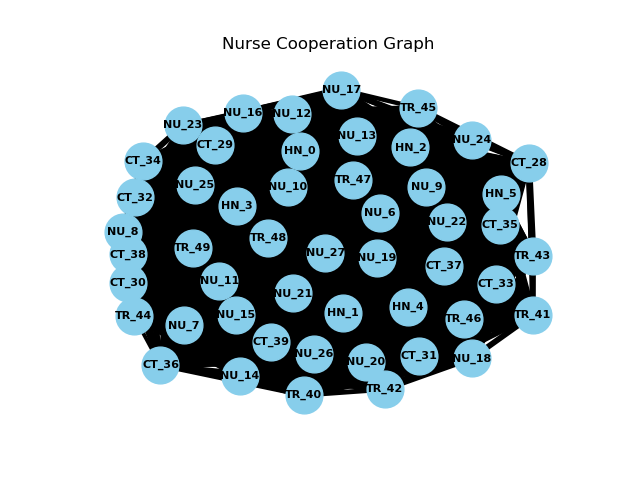 Nurse Cooperation Graph
NU_17
TR_45
NU_16
NU_12
NU_23
NU_13
NU_24
CT_29
HN_2
HN_0
CT_34
CT_28
TR_47
NU_25
NU_10
NU_9
HN_5
CT_32
HN_3
NU_6
NU_22
CT_35
NU_8
TR_48
TR_49
NU_27
CT_38
TR_43
NU_19
CT_37
NU_11
CT_30
CT_33
NU_21
HN_4
HN_1
NU_15
TR_44
TR_41
TR_46
NU_7
CT_39
NU_26
CT_31
NU_18
NU_20
CT_36
NU_14
TR_42
TR_40